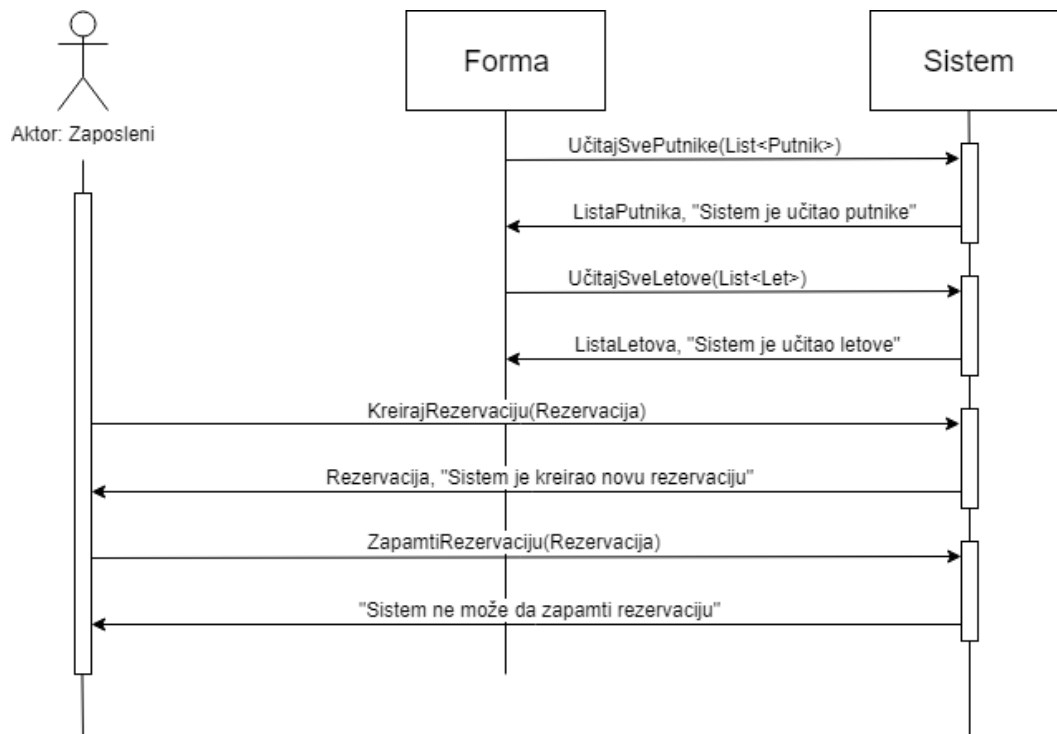 Forma
Sistem
Aktor: Zaposleni
UčitajSvePutnike(List<Putnik>)
ListaPutnika, "Sistem je učitao putnike"
UčitajSveLetove(List<Let>)
ListaLetova, "Sistem je učitao letove"
KreirajRezervaciju(Rezervacija)
Rezervacija, "Sistem je kreirao novu rezervaciju"
ZapamtiRezervaciju(Rezervacija)
"Sistem ne može da zapamti rezervaciju"